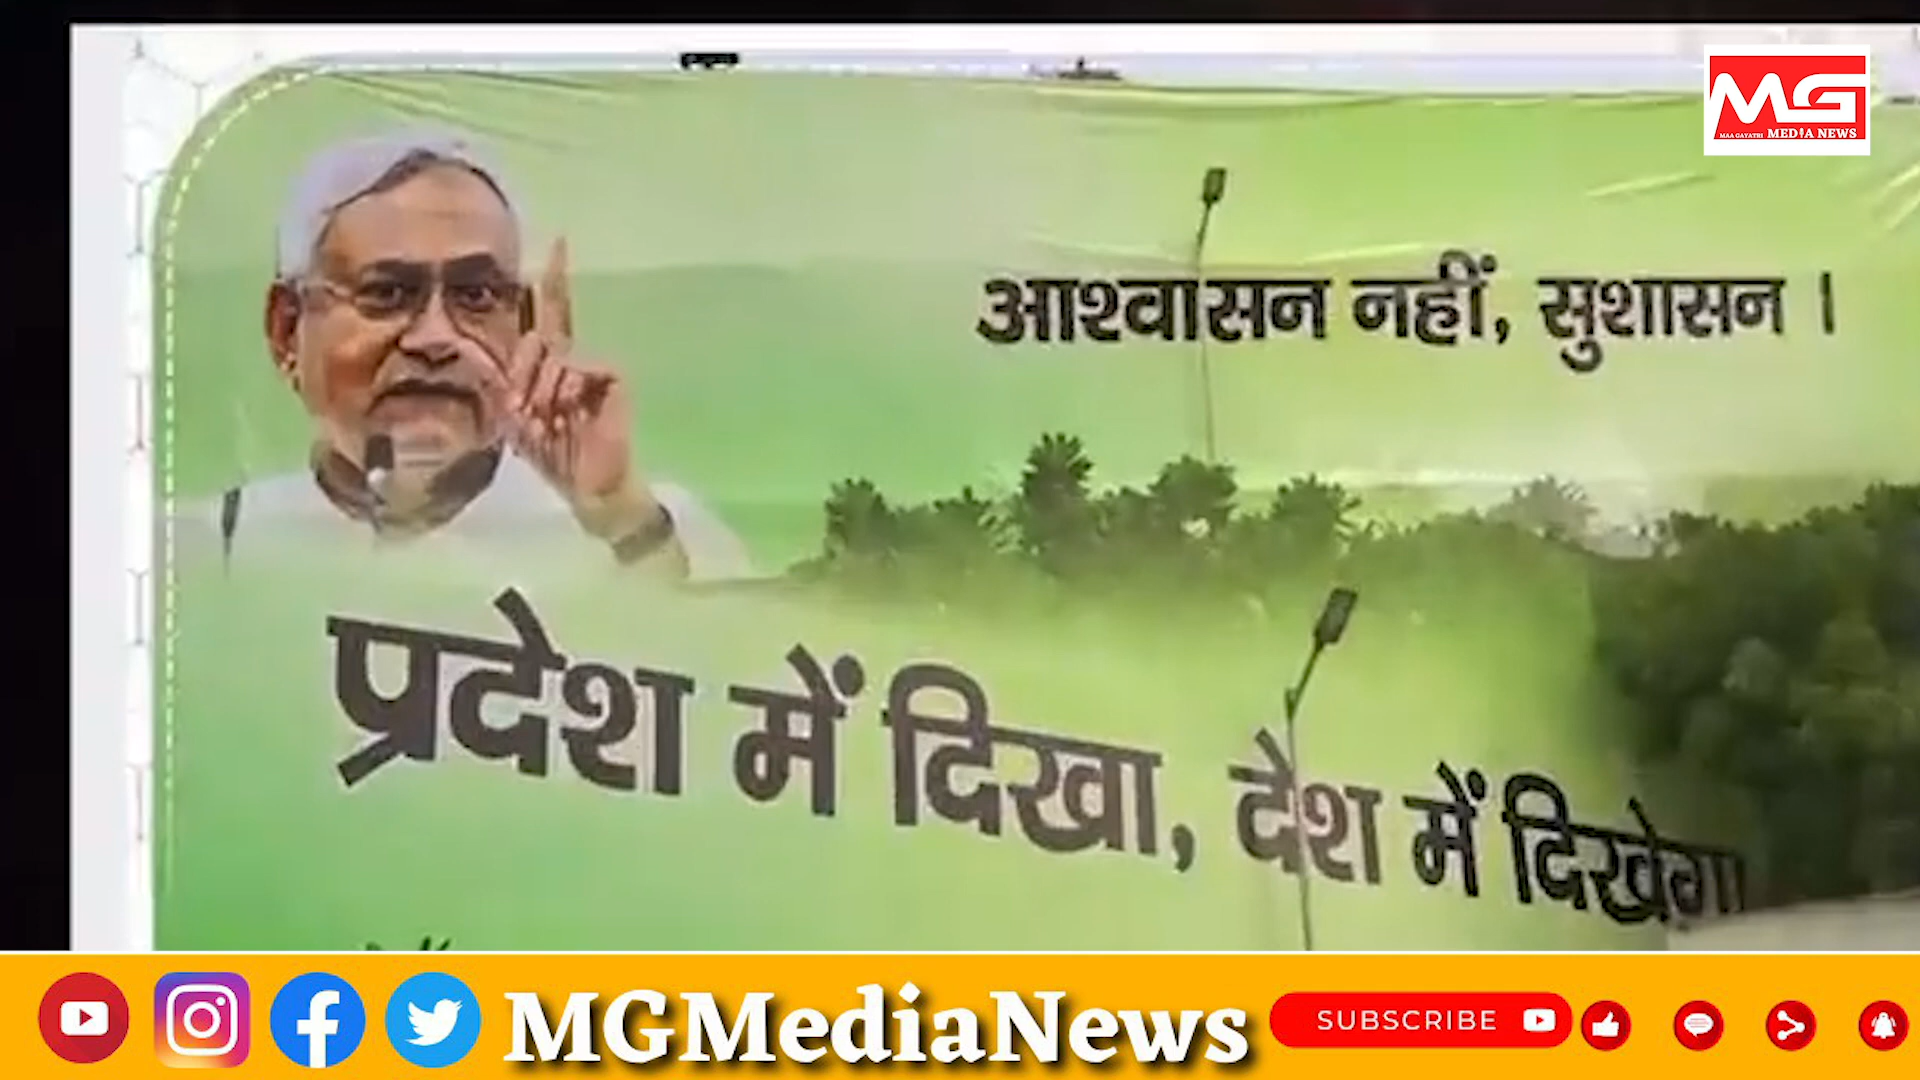 MG
MAA GAYATRI MEDIA NEWS
आश्वासन नहीं, सुशासन ।
प्रदेश में दिखा, देश में दिखेगा
MGMediaNews
SUBSCRIBE